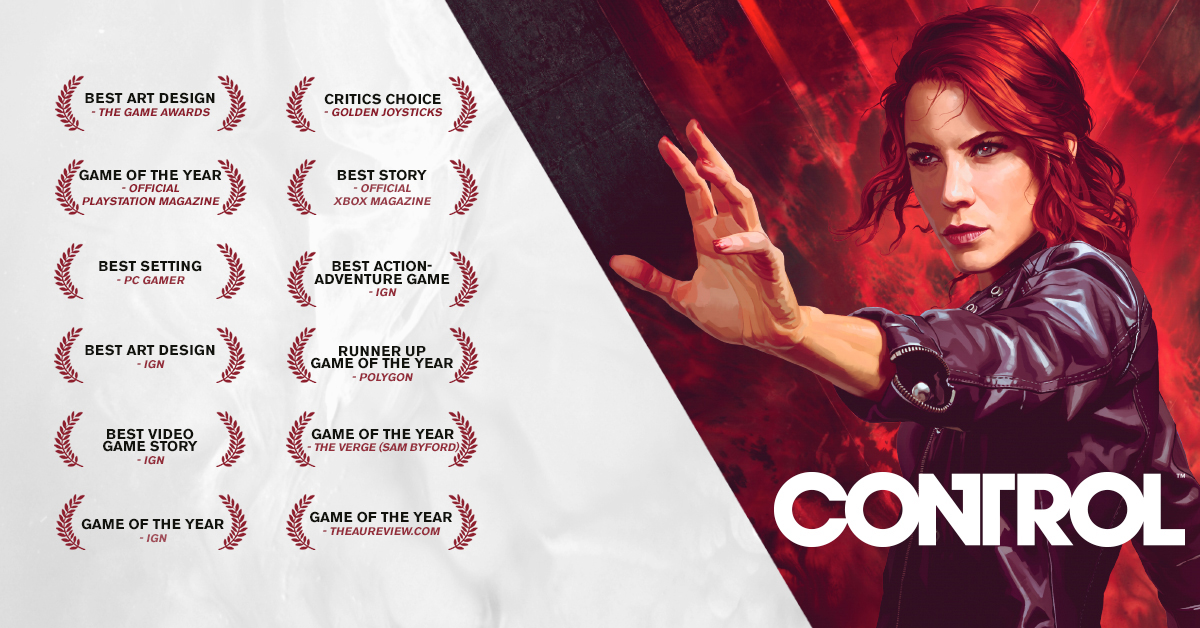 BEST ART DESIGN
- THE GAME AWARDS
CRITICS CHOICE
- GOLDEN JOYSTICKS
GAME OF THE YEAR
- OFFICIAL
PLAYSTATION MAGAZINE
BEST STORY
- OFFICIAL
XBOX MAGAZINE
BEST SETTING
- PC GAMER
BEST ACTION-
ADVENTURE GAME
- IGN
BEST ART DESIGN
- IGN
RUNNER UP
GAME OF THE YEAR
- POLYGON
BEST VIDEO
GAME STORY
- IGN
GAME OF THE YEAR
- THE VERGE (SAM BYFORD)
GAME OF THE YEAR
- IGN
GAME OF THE YEAR
- THEAUREVIEW.COM
CONTROL™